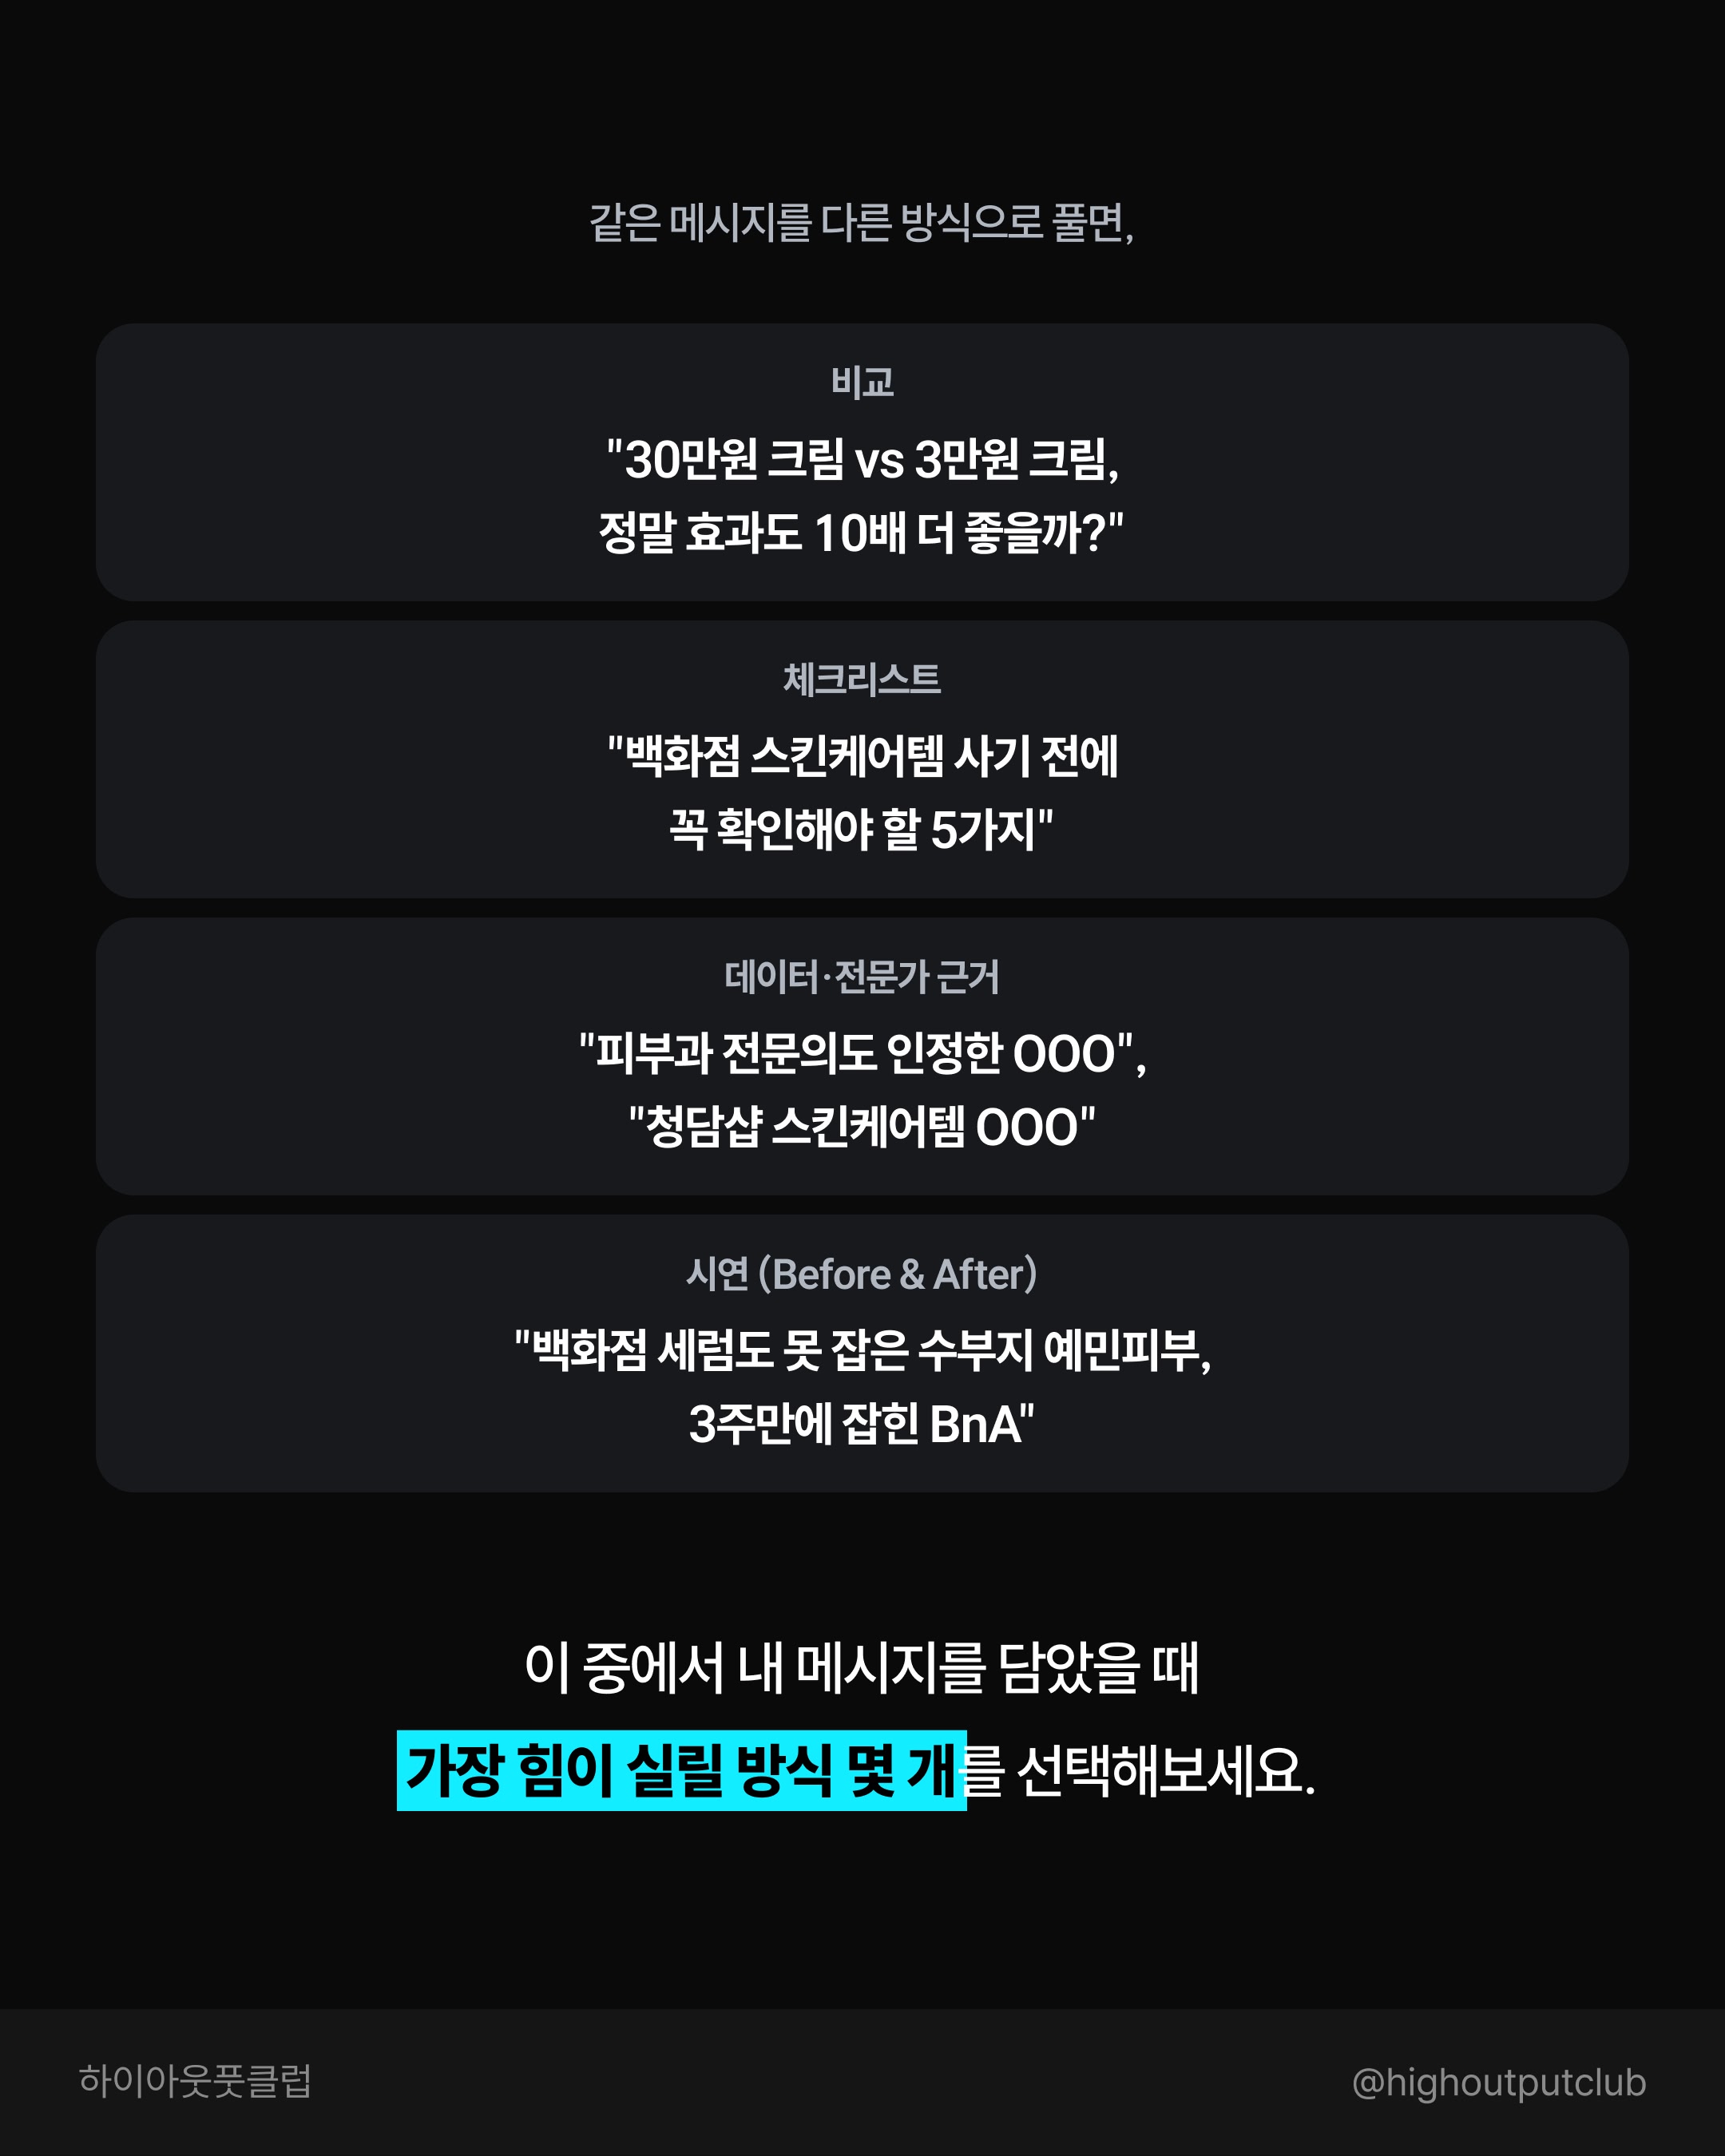 같은 메시지를 다른 방식으로 풀면,
비교
"30만원 크림 vs 3만원 크림,
정말 효과도 10배 더 좋을까?"
체크리스트
"백화점 스킨케어템 사기 전에
꼭 확인해야 할 5가지"
데이터·전문가 근거
"피부과 전문의도 인정한 OOO",
"청담샵 스킨케어템 OOO"
시연 (Before & After)
"백화점 세럼도 못 잡은 수부지 예민피부,
3주만에 잡힌 BnA"
이 중에서 내 메시지를 담았을 때
가장 힘이 실릴 방식 몇 개를 선택해보세요.
하이아웃풋클럽
@highoutputclub